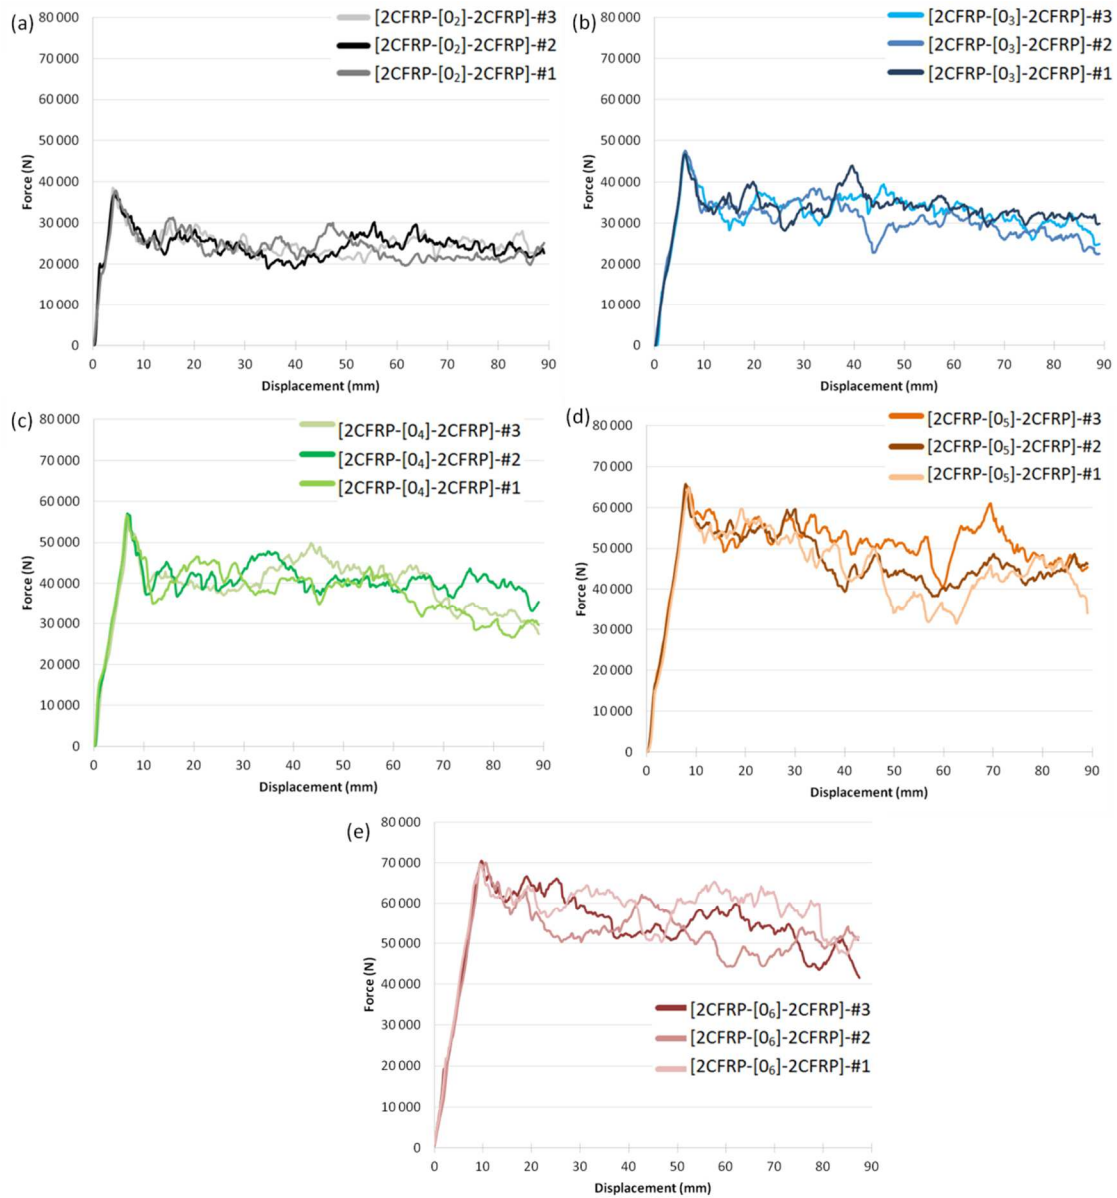 (a)
[2CFRP-[0₂]-2CFRP]-#3
[2CFRP-[0₂]-2CFRP]-#2
[2CFRP-[0₂]-2CFRP]-#1
80 000
70 000
60 000
50 000
40 000
30 000
20 000
10 000
0
Force (N)
0 10 20 30 40 50 60 70 80 90
Displacement (mm)
(b)
[2CFRP-[0₃]-2CFRP]-#3
[2CFRP-[0₃]-2CFRP]-#2
[2CFRP-[0₃]-2CFRP]-#1
80 000
70 000
60 000
50 000
40 000
30 000
20 000
10 000
0
Force (N)
0 10 20 30 40 50 60 70 80 90
Displacement (mm)
(c)
[2CFRP-[0₄]-2CFRP]-#3
[2CFRP-[0₄]-2CFRP]-#2
[2CFRP-[0₄]-2CFRP]-#1
80 000
70 000
60 000
50 000
40 000
30 000
20 000
10 000
0
Force (N)
0 10 20 30 40 50 60 70 80 90
Displacement (mm)
(d)
[2CFRP-[0₅]-2CFRP]-#3
[2CFRP-[0₅]-2CFRP]-#2
[2CFRP-[0₅]-2CFRP]-#1
80 000
70 000
60 000
50 000
40 000
30 000
20 000
10 000
0
Force (N)
0 10 20 30 40 50 60 70 80 90
Displacement (mm)
(e)
80 000
70 000
60 000
50 000
40 000
30 000
20 000
10 000
0
Force (N)
[2CFRP-[0₆]-2CFRP]-#3
[2CFRP-[0₆]-2CFRP]-#2
[2CFRP-[0₆]-2CFRP]-#1
0 10 20 30 40 50 60 70 80 90
Displacement (mm)